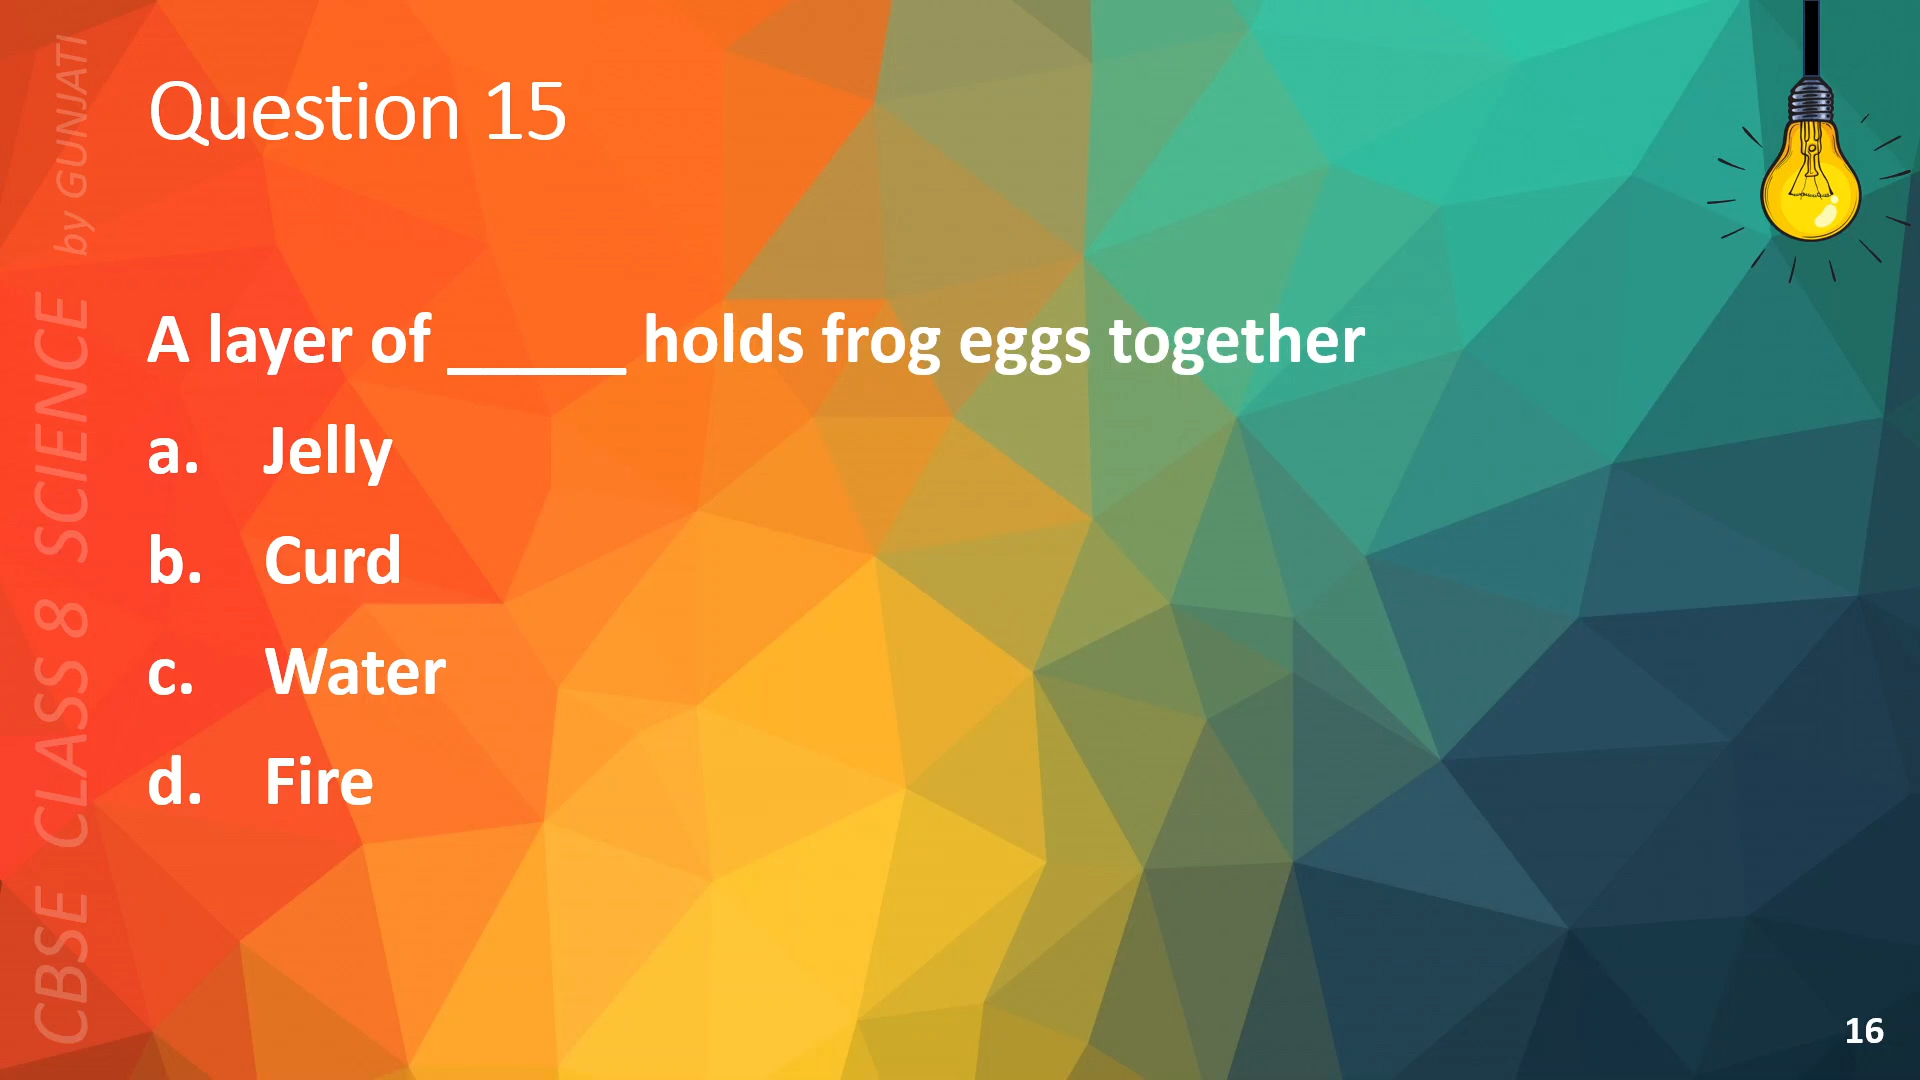 Question 15
A layer of ______ holds frog eggs together
a. Jelly
b. Curd
c. Water
d. Fire
CBSE CLASS 8 SCIENCE by GUNJATI
16